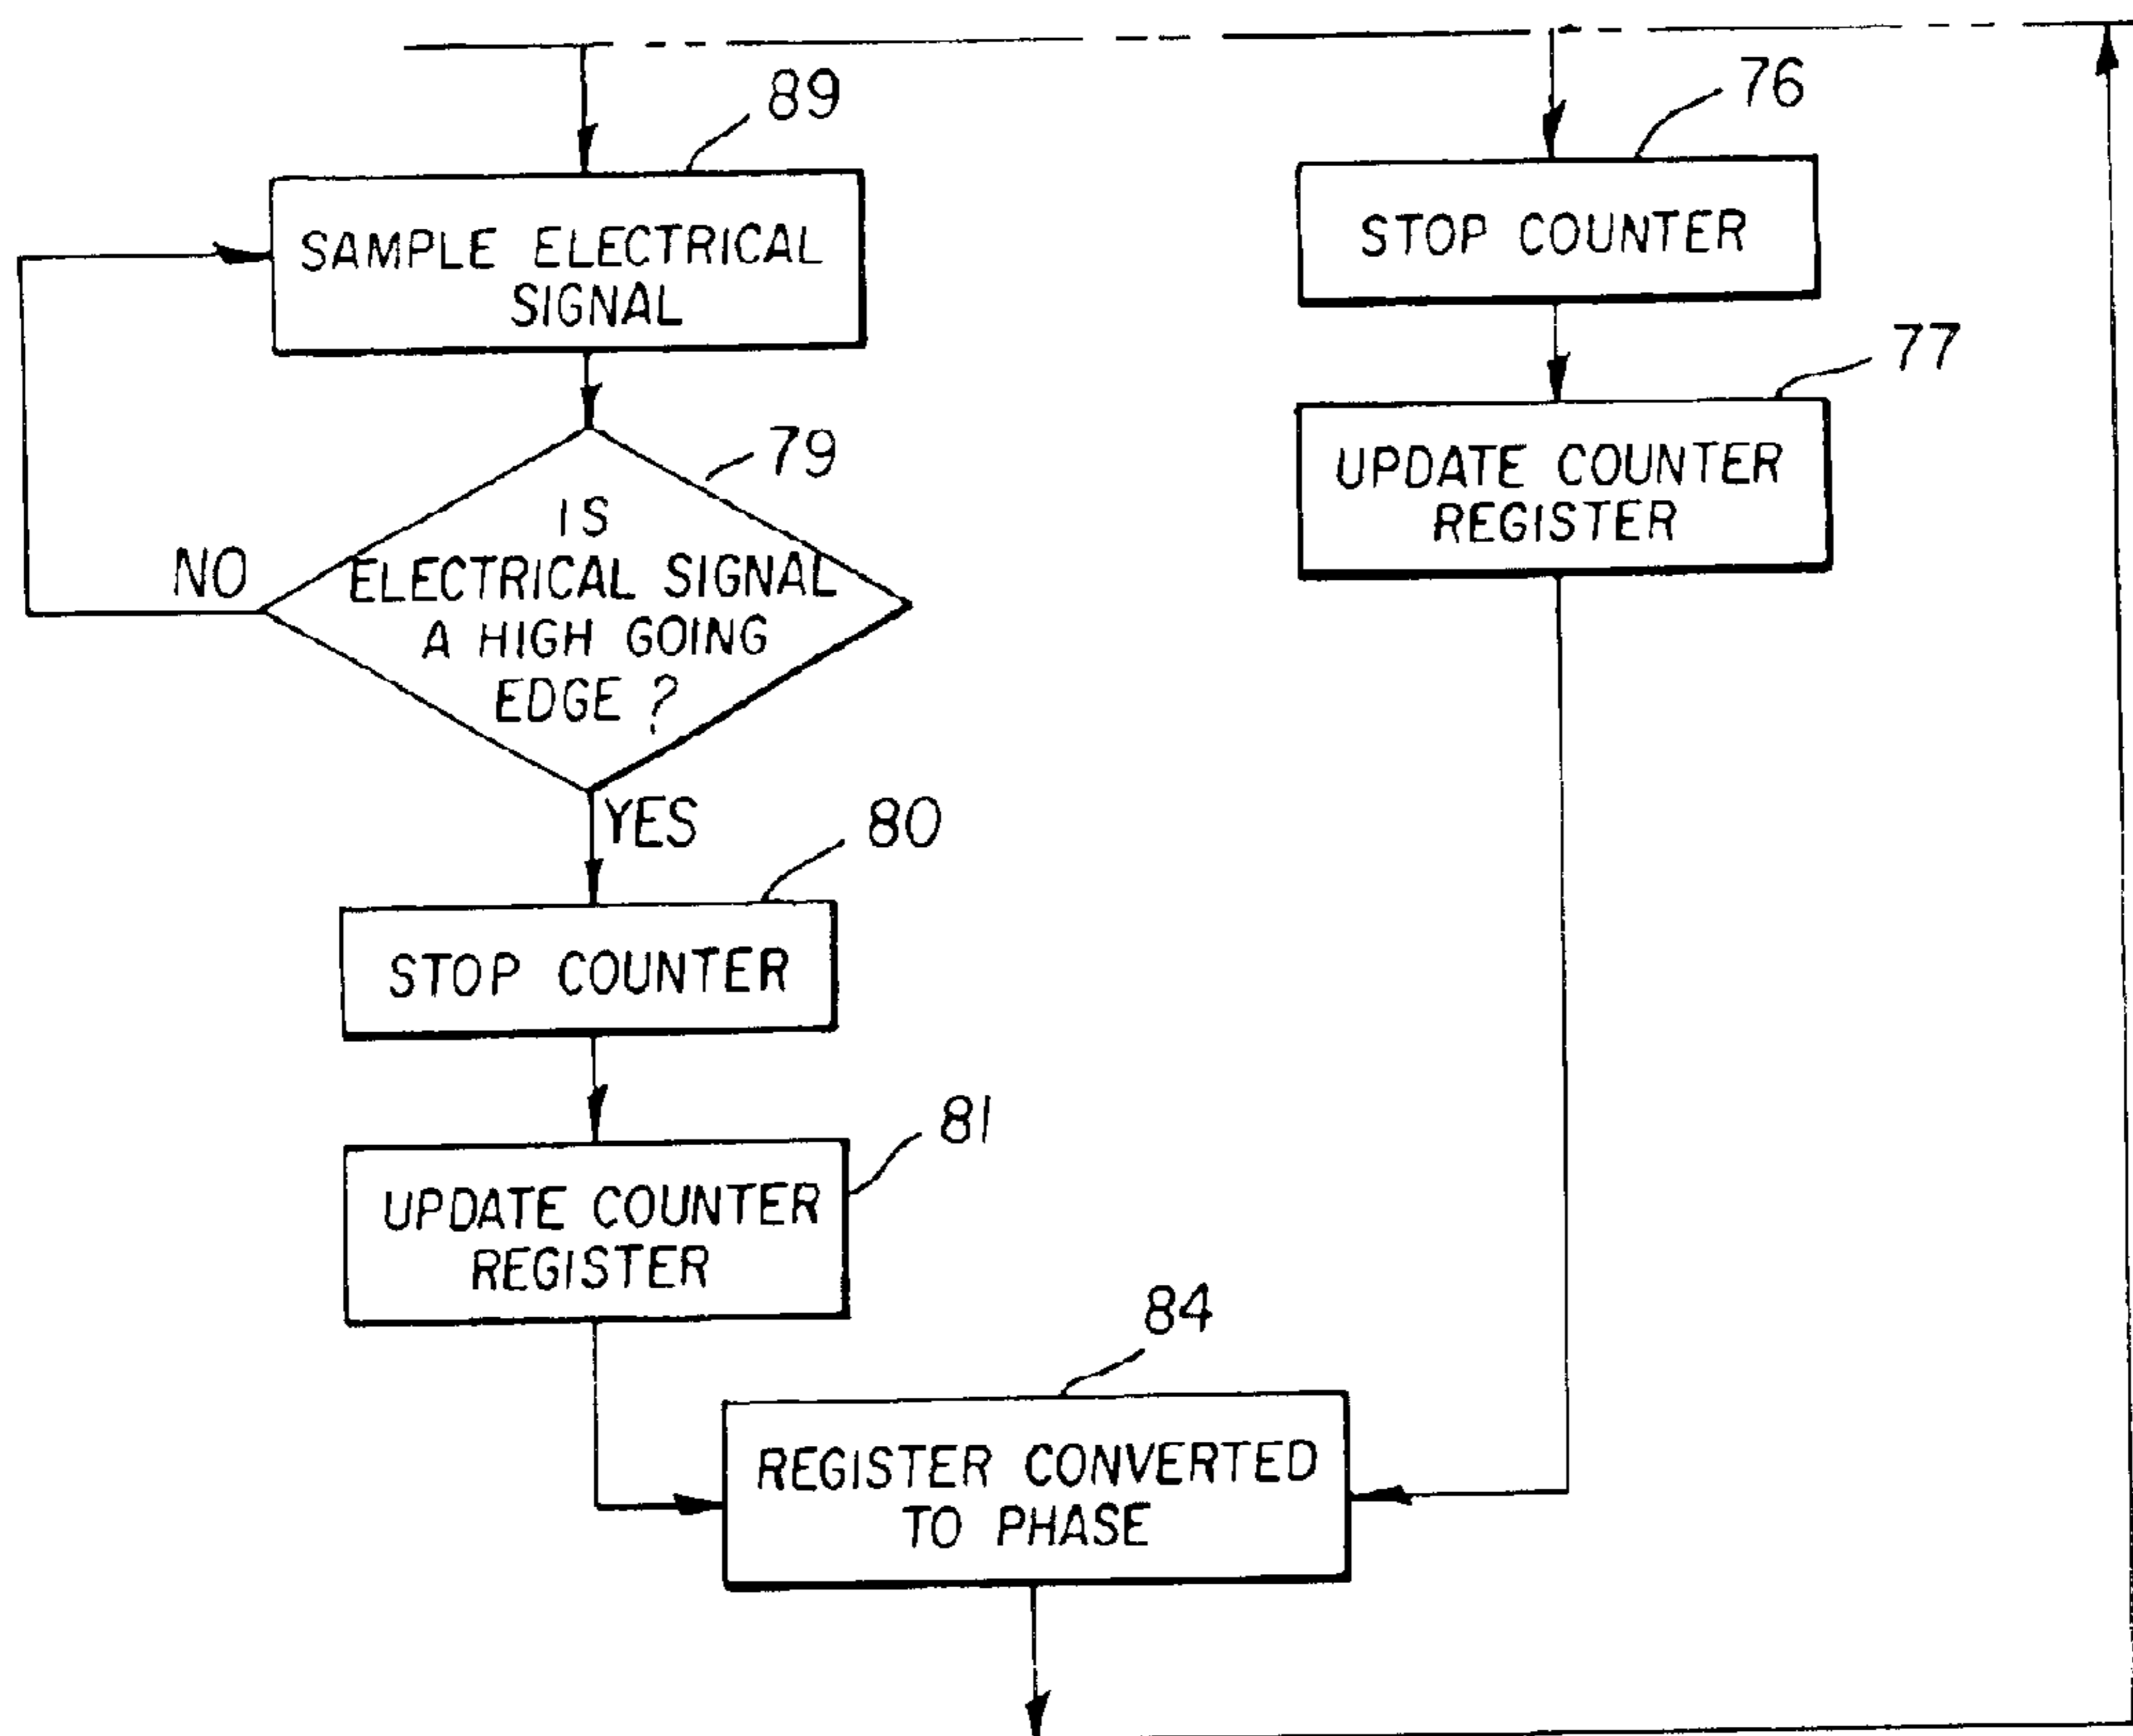 89
SAMPLE ELECTRICAL
SIGNAL
79
IS
ELECTRICAL SIGNAL
A HIGH GOING
EDGE ?
NO
YES
80
STOP COUNTER
81
UPDATE COUNTER
REGISTER
76
STOP COUNTER
77
UPDATE COUNTER
REGISTER
84
REGISTER CONVERTED
TO PHASE